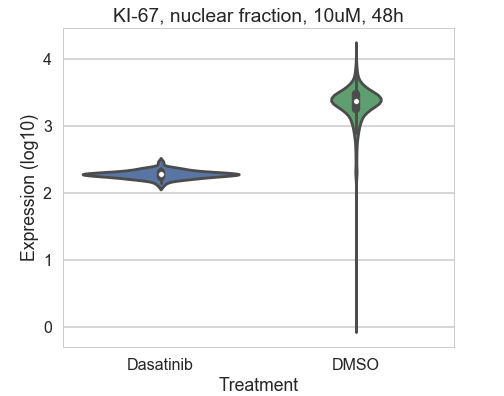 KI-67, nuclear fraction, 10uM, 48h
Expression (log10)
4
3
2
1
0
Dasatinib DMSO
Treatment